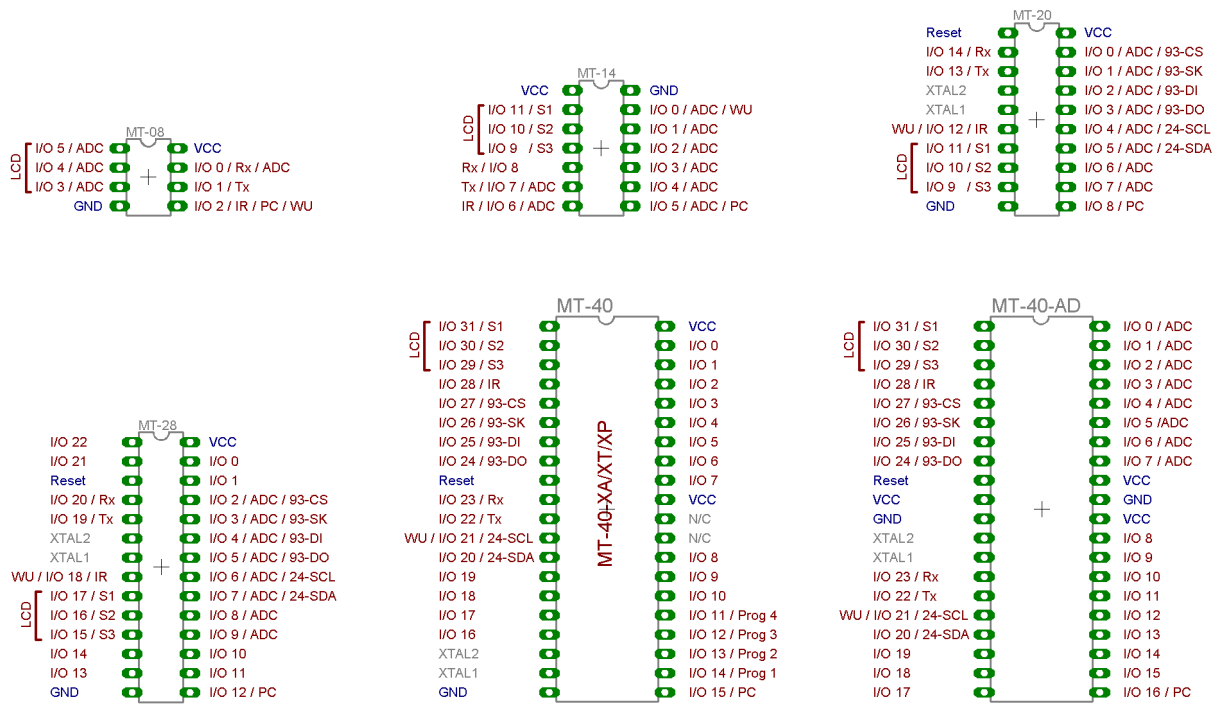 MT-08
LCD
I/O 5 / ADC
I/O 4 / ADC
I/O 3 / ADC
GND
VCC
I/O 0 / Rx / ADC
I/O 1 / Tx
I/O 2 / IR / PC / WU
MT-14
VCC
LCD
I/O 11 / S1
I/O 10 / S2
I/O 9 / S3
Rx / I/O 8
Tx / I/O 7 / ADC
IR / I/O 6 / ADC
GND
I/O 0 / ADC / WU
I/O 1 / ADC
I/O 2 / ADC
I/O 3 / ADC
I/O 4 / ADC
I/O 5 / ADC / PC
MT-20
Reset
I/O 14 / Rx
I/O 13 / Tx
XTAL2
XTAL1
WU / I/O 12 / IR
LCD
I/O 11 / S1
I/O 10 / S2
I/O 9 / S3
GND
VCC
I/O 0 / ADC / 93-CS
I/O 1 / ADC / 93-SK
I/O 2 / ADC / 93-DI
I/O 3 / ADC / 93-DO
I/O 4 / ADC / 24-SCL
I/O 5 / ADC / 24-SDA
I/O 6 / ADC
I/O 7 / ADC
I/O 8 / PC
MT-28
I/O 22
I/O 21
Reset
I/O 20 / Rx
I/O 19 / Tx
XTAL2
XTAL1
WU / I/O 18 / IR
LCD
I/O 17 / S1
I/O 16 / S2
I/O 15 / S3
I/O 14
I/O 13
GND
VCC
I/O 0
I/O 1
I/O 2 / ADC / 93-CS
I/O 3 / ADC / 93-SK
I/O 4 / ADC / 93-DI
I/O 5 / ADC / 93-DO
I/O 6 / ADC / 24-SCL
I/O 7 / ADC / 24-SDA
I/O 8 / ADC
I/O 9 / ADC
I/O 10
I/O 11
I/O 12 / PC
MT-40
LCD
I/O 31 / S1
I/O 30 / S2
I/O 29 / S3
I/O 28 / IR
I/O 27 / 93-CS
I/O 26 / 93-SK
I/O 25 / 93-DI
I/O 24 / 93-DO
Reset
I/O 23 / Rx
I/O 22 / Tx
WU / I/O 21 / 24-SCL
I/O 20 / 24-SDA
I/O 19
I/O 18
I/O 17
I/O 16
XTAL2
XTAL1
GND
MT-40-XA/XT/XP
VCC
I/O 0
I/O 1
I/O 2
I/O 3
I/O 4
I/O 5
I/O 6
I/O 7
VCC
N/C
N/C
I/O 8
I/O 9
I/O 10
I/O 11 / Prog 4
I/O 12 / Prog 3
I/O 13 / Prog 2
I/O 14 / Prog 1
I/O 15 / PC
MT-40-AD
LCD
I/O 31 / S1
I/O 30 / S2
I/O 29 / S3
I/O 28 / IR
I/O 27 / 93-CS
I/O 26 / 93-SK
I/O 25 / 93-DI
I/O 24 / 93-DO
Reset
VCC
GND
XTAL2
XTAL1
I/O 23 / Rx
I/O 22 / Tx
WU / I/O 21 / 24-SCL
I/O 20 / 24-SDA
I/O 19
I/O 18
I/O 17
I/O 0 / ADC
I/O 1 / ADC
I/O 2 / ADC
I/O 3 / ADC
I/O 4 / ADC
I/O 5 /ADC
I/O 6 / ADC
I/O 7 / ADC
VCC
GND
VCC
I/O 8
I/O 9
I/O 10
I/O 11
I/O 12
I/O 13
I/O 14
I/O 15
I/O 16 / PC